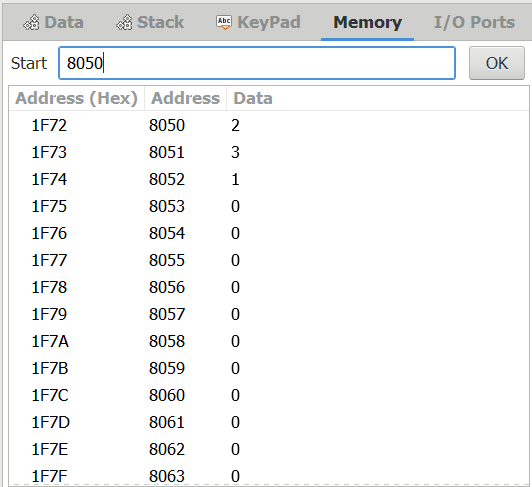 Data Stack Abc KeyPad Memory I/O Ports
Start 8050 OK
Address (Hex) Address Data
1F72 8050 2
1F73 8051 3
1F74 8052 1
1F75 8053 0
1F76 8054 0
1F77 8055 0
1F78 8056 0
1F79 8057 0
1F7A 8058 0
1F7B 8059 0
1F7C 8060 0
1F7D 8061 0
1F7E 8062 0
1F7F 8063 0